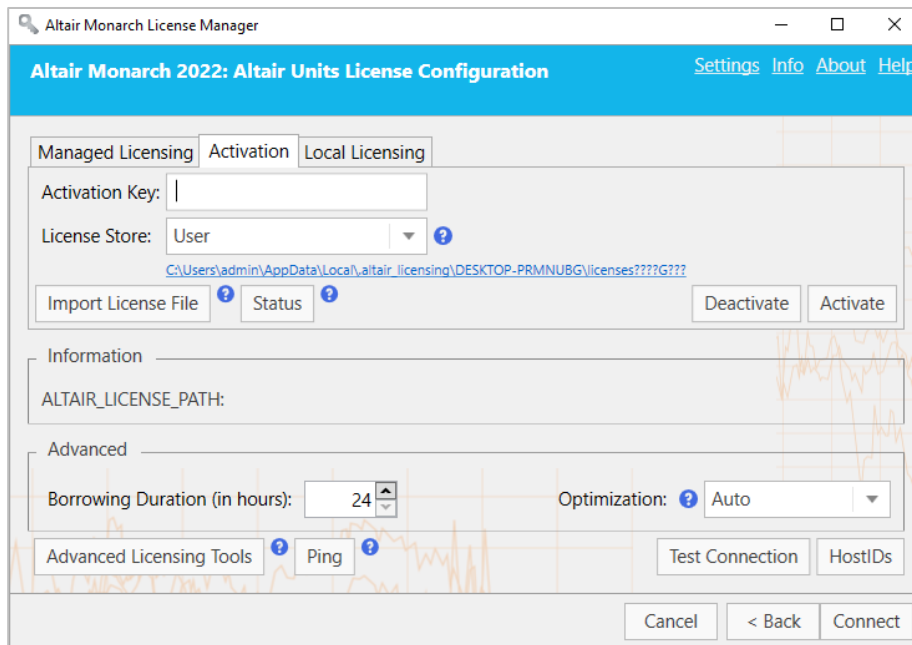 Altair Monarch License Manager
Altair Monarch 2022: Altair Units License Configuration
Settings Info About Help
Managed Licensing Activation Local Licensing
Activation Key:
License Store: User
C:\Users\admin\AppData\Local\.altair_licensing\DESKTOP-PRMNUBG\licenses????G???
Import License File ? Status ? Deactivate Activate
Information
ALTAIR_LICENSE_PATH:
Advanced
Borrowing Duration (in hours): 24 Optimization: ? Auto
Advanced Licensing Tools ? Ping ? Test Connection HostIDs
Cancel < Back Connect